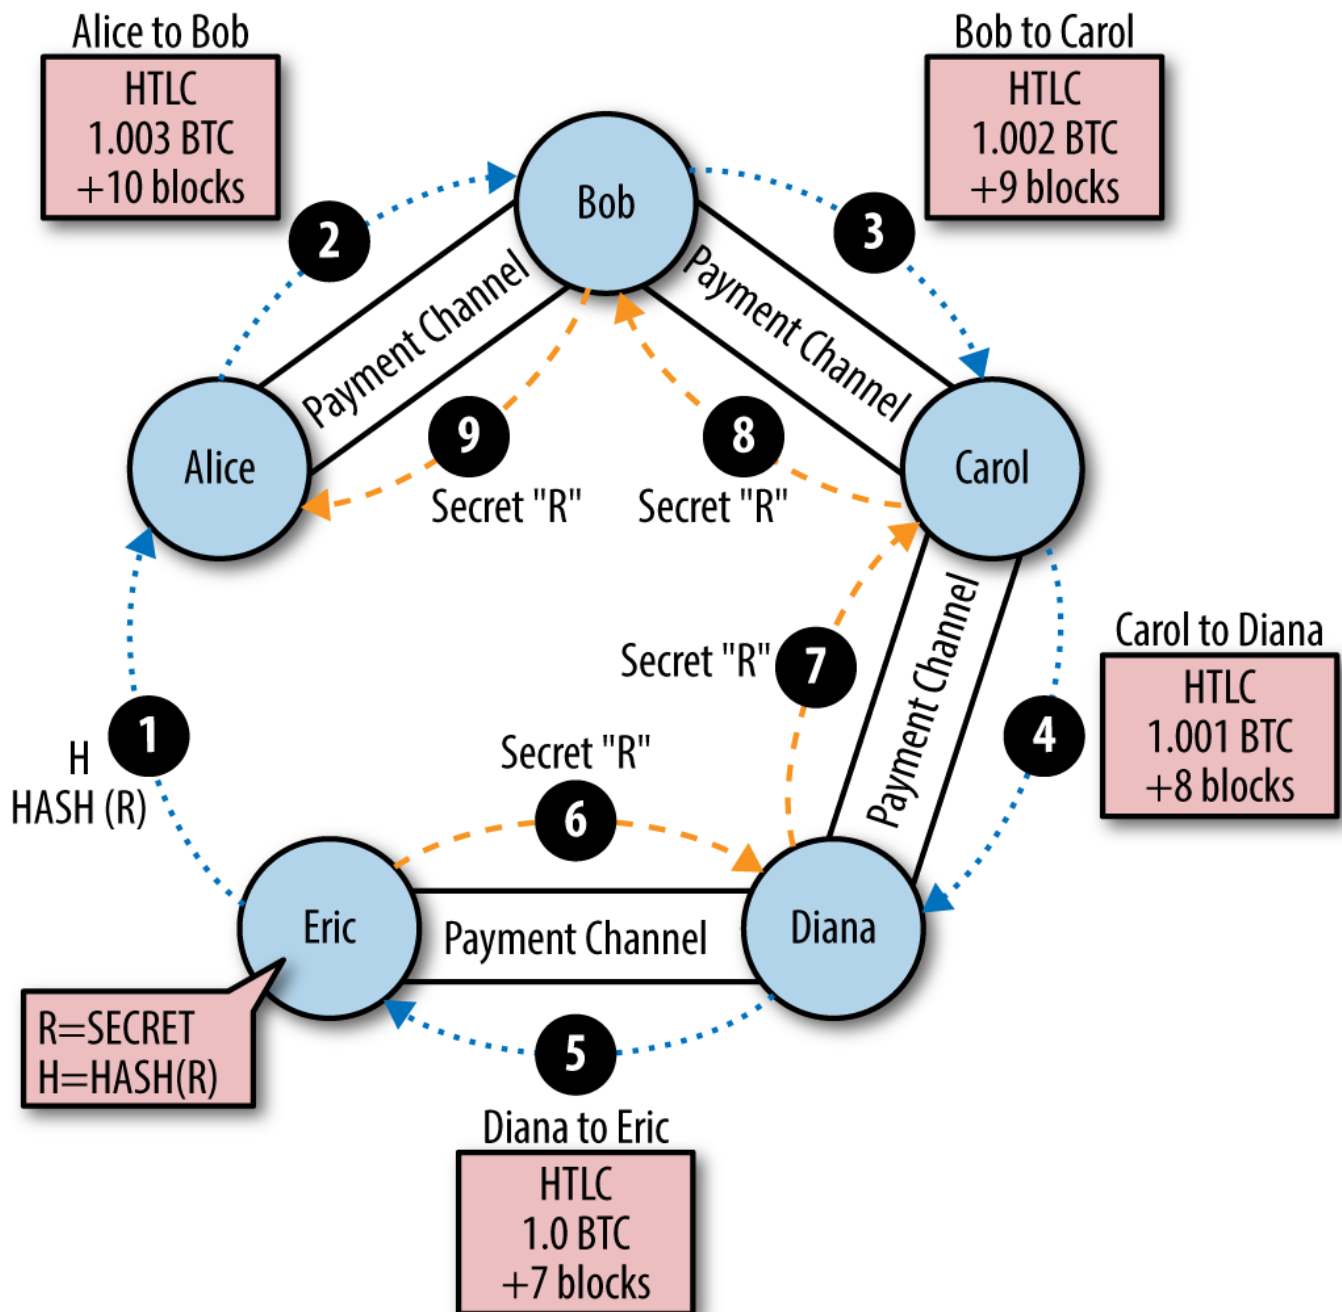 Alice to Bob
HTLC
1.003 BTC
+10 blocks
Bob to Carol
HTLC
1.002 BTC
+9 blocks
Bob
2
3
Payment Channel
Payment Channel
Alice
9
8
Carol
Secret "R"
Secret "R"
Payment Channel
Carol to Diana
HTLC
1.001 BTC
+8 blocks
Secret "R"
7
4
1
H
HASH (R)
Secret "R"
6
Eric
Payment Channel
Diana
R=SECRET
H=HASH(R)
5
Diana to Eric
HTLC
1.0 BTC
+7 blocks